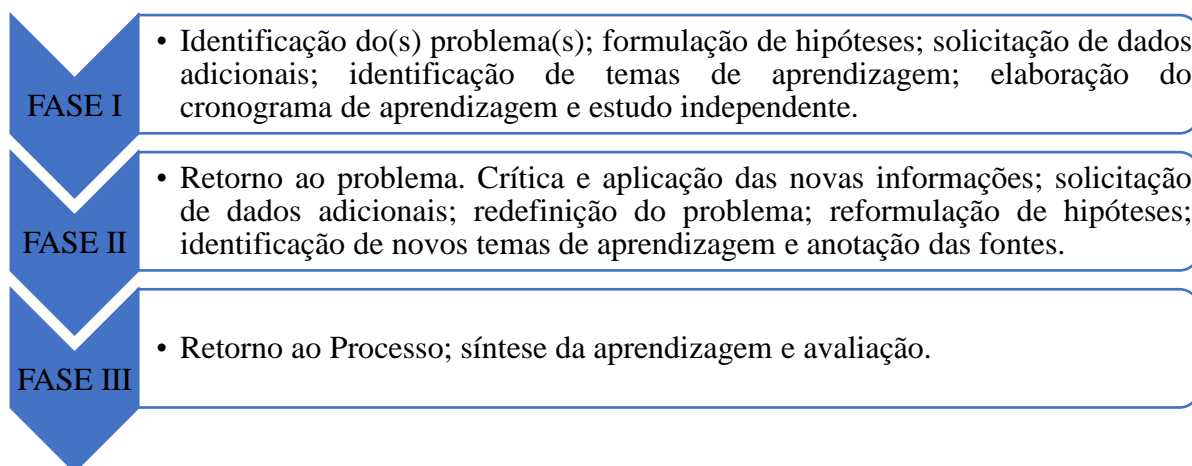 FASE I
• Identificação do(s) problema(s); formulação de hipóteses; solicitação de dados
adicionais; identificação de temas de aprendizagem; elaboração do
cronograma de aprendizagem e estudo independente.
FASE II
• Retorno ao problema. Crítica e aplicação das novas informações; solicitação
de dados adicionais; redefinição do problema; reformulação de hipóteses;
identificação de novos temas de aprendizagem e anotação das fontes.
FASE III
• Retorno ao Processo; síntese da aprendizagem e avaliação.